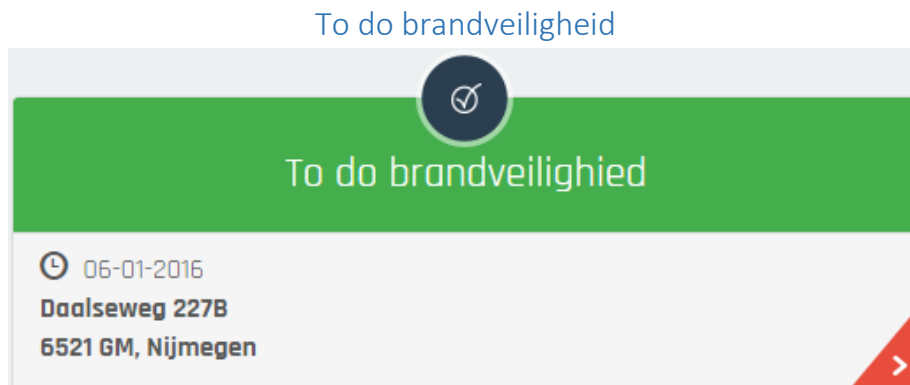 To do brandveiligheid
To do brandveilighied
06-01-2016
Daalseweg 227B
6521 GM, Nijmegen